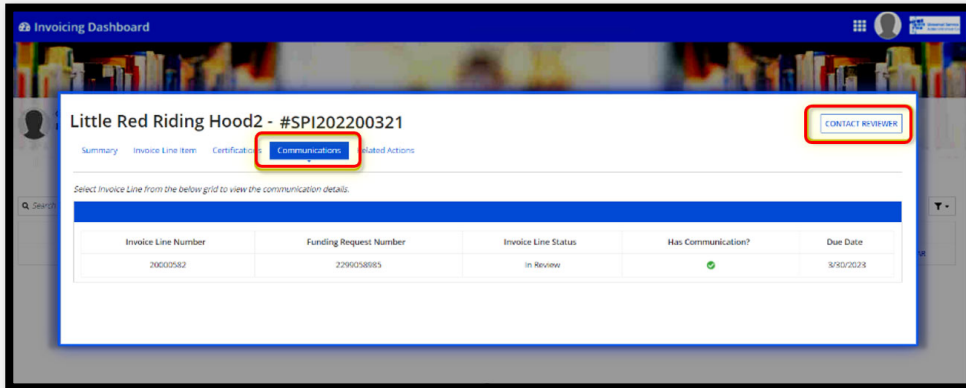 Invoicing Dashboard
Little Red Riding Hood2 - #SPI202200321
CONTACT REVIEWER
Summary Invoice Line Item Certifications Communications Related Actions
Select Invoice Line from the below grid to view the communication details.
Search
Invoice Line Number Funding Request Number Invoice Line Status Has Communication? Due Date
20000582 2299058985 In Review 3/30/2023